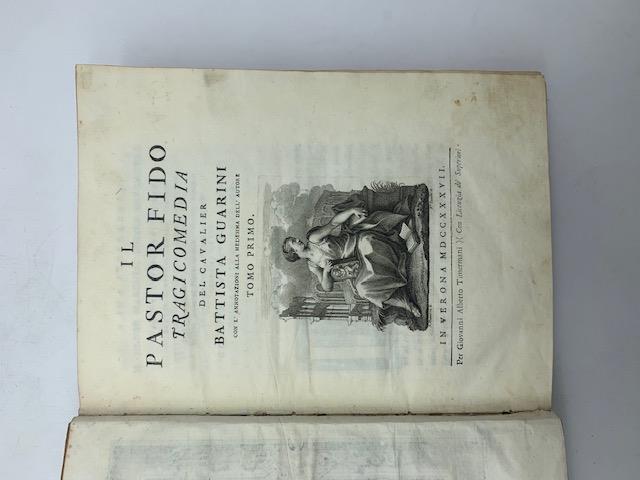 IL
PASTOR FIDO
TRAGICOMEDIA
DEL CAVALIER
BATTISTA GUARINI
CON L' ANNOTAZIONI ALLA MEDESIMA DELL' AUTORE
TOMO PRIMO.
IN VERONA MDCCXXXVII.
Per Giovanni Alberto Tumermani )( Con Licenzia de' Superiori.